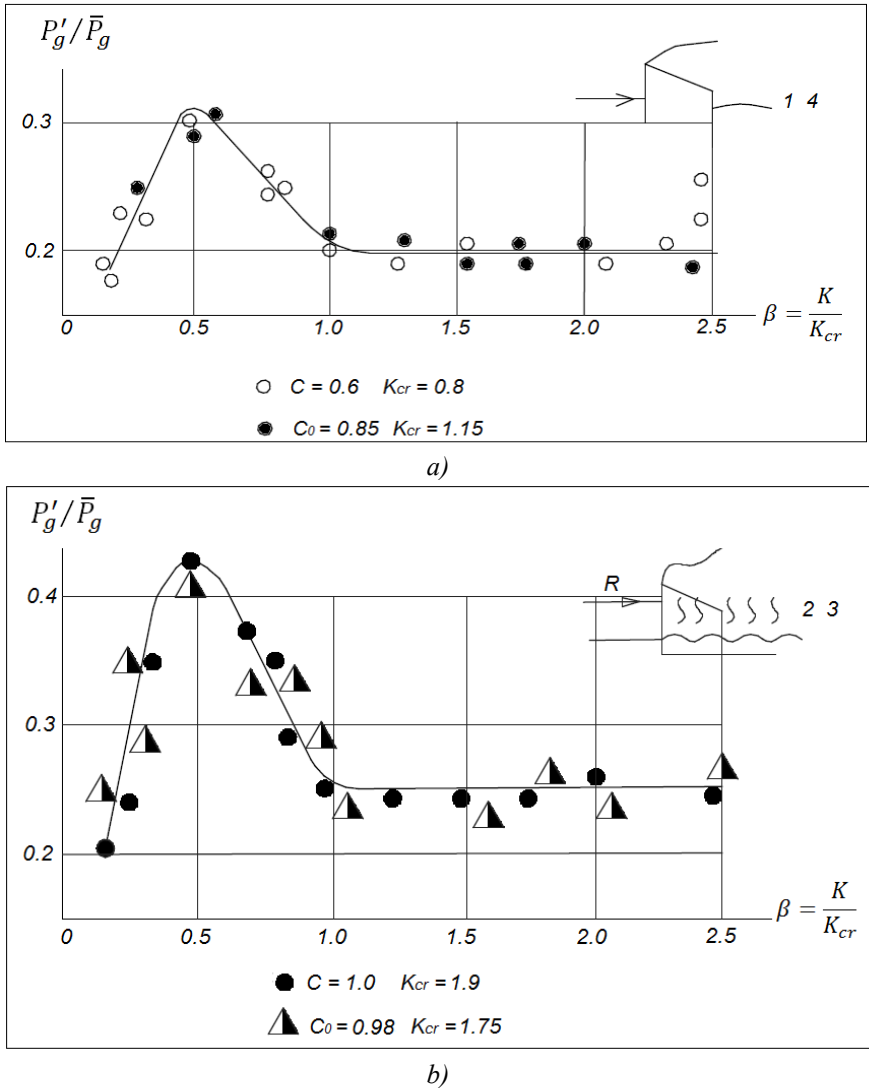 P′g/P̄g
1 4
0.3
0.2
0 0.5 1.0 1.5 2.0 2.5 β = K/Kcr
C = 0.6 Kcr = 0.8
C0 = 0.85 Kcr = 1.15
a)
P′g/P̄g
R
2 3
0.4
0.3
0.2
0 0.5 1.0 1.5 2.0 2.5 β = K/Kcr
C = 1.0 Kcr = 1.9
C0 = 0.98 Kcr = 1.75
b)